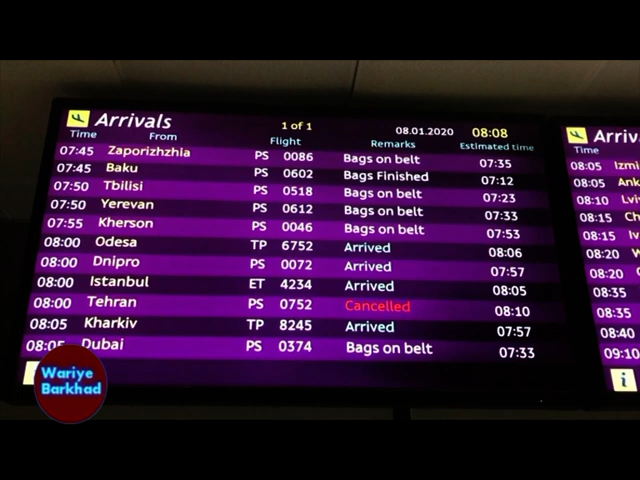 Arrivals 1 of 1 08.01.2020 08:08
Time From Flight Remarks Estimated time
07:45 Zaporizhzhia PS 0086 Bags on belt 07:35
07:45 Baku PS 0602 Bags Finished 07:12
07:50 Tbilisi PS 0518 Bags on belt 07:23
07:50 Yerevan PS 0612 Bags on belt 07:33
07:55 Kherson PS 0046 Bags on belt 07:53
08:00 Odesa TP 6752 Arrived 08:06
08:00 Dnipro PS 0072 Arrived 07:57
08:00 Istanbul ET 4234 Arrived 08:05
08:00 Tehran PS 0752 Cancelled 08:10
08:05 Kharkiv TP 8245 Arrived 07:57
08:05 Dubai PS 0374 Bags on belt 07:33
Wariye
Barkhad
Arriv
Time
08:05 Izmi
08:05 Ank
08:10 Lvi
08:15 Ch
08:15 Iv
08:20
08:20
08:35
08:35
08:40
09:10
i